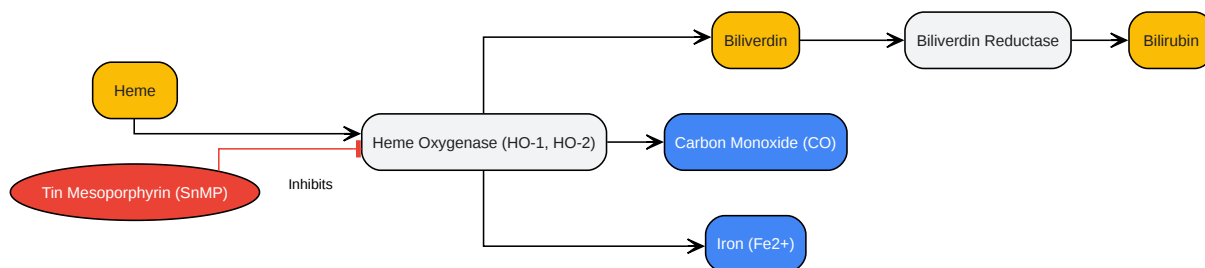 Biliverdin
Biliverdin Reductase
Bilirubin
Heme
Heme Oxygenase (HO-1, HO-2)
Carbon Monoxide (CO)
Tin Mesoporphyrin (SnMP)
Inhibits
Iron (Fe2+)